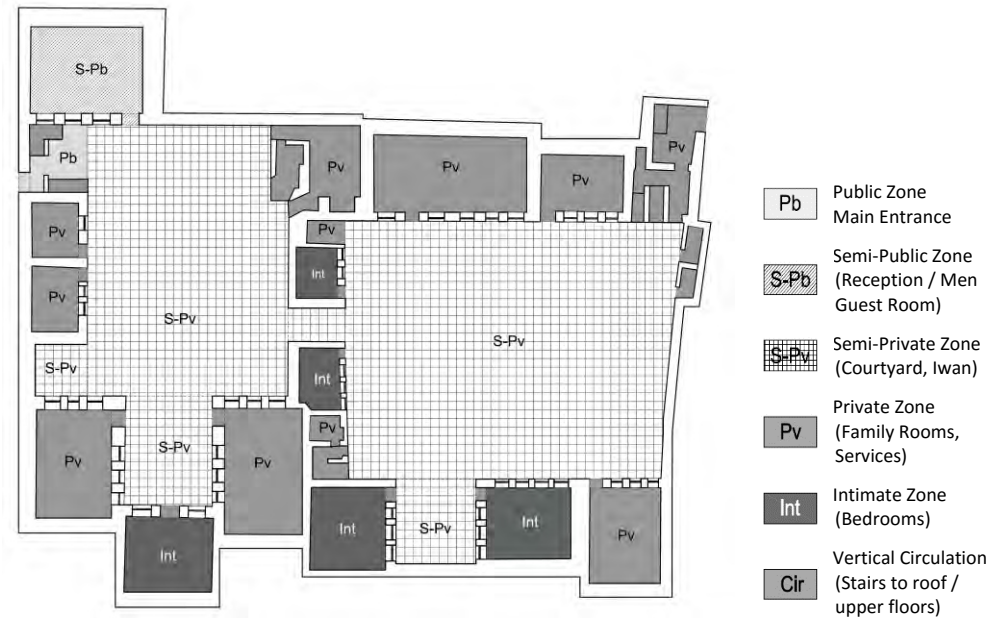 S-Pb
Pb
Pv
Pv
Pv
Pv
Pv
Pv
Pv
Int
S-Pv
S-Pv
S-Pv
Int
Pv
S-Pv
Pv
Pv
Int
Int
S-Pv
Int
Pv
Pb
Public Zone
Main Entrance
S-Pb
Semi-Public Zone
(Reception / Men
Guest Room)
S-Pv
Semi-Private Zone
(Courtyard, Iwan)
Pv
Private Zone
(Family Rooms,
Services)
Int
Intimate Zone
(Bedrooms)
Cir
Vertical Circulation
(Stairs to roof /
upper floors)